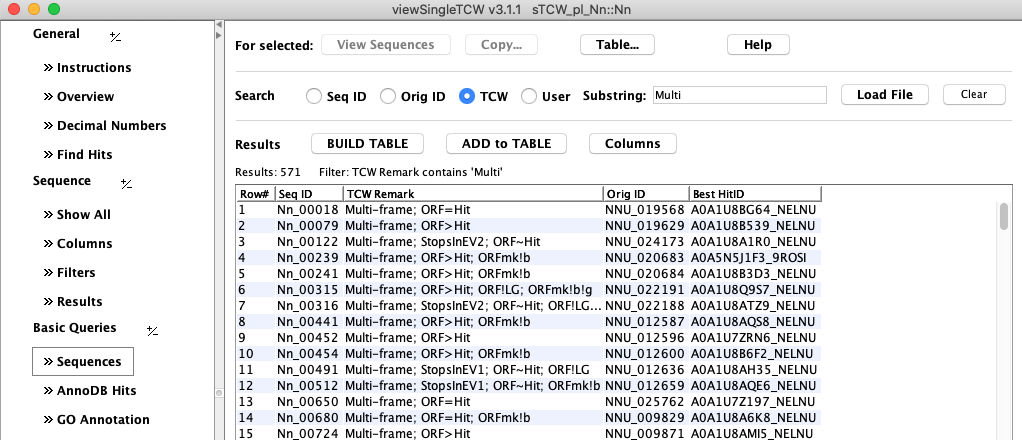 viewSingleTCW v3.1.1 sTCW_pl_Nn::Nn
General +/-
>> Instructions
>> Overview
>> Decimal Numbers
>> Find Hits
Sequence +/-
>> Show All
>> Columns
>> Filters
>> Results
Basic Queries +/-
>> Sequences
>> AnnoDB Hits
>> GO Annotation
For selected: View Sequences Copy... Table... Help
Search Seq ID Orig ID TCW User Substring: Multi Load File Clear
Results BUILD TABLE ADD to TABLE Columns
Results: 571 Filter: TCW Remark contains 'Multi'
Row# Seq ID TCW Remark Orig ID Best HitID
1 Nn_00018 Multi-frame; ORF=Hit NNU_019568 A0A1U8BG64_NELNU
2 Nn_00079 Multi-frame; ORF>Hit NNU_019629 A0A1U8B539_NELNU
3 Nn_00122 Multi-frame; StopsInEV2; ORF~Hit NNU_024173 A0A1U8A1R0_NELNU
4 Nn_00239 Multi-frame; ORF>Hit; ORFmk!b NNU_020683 A0A5N5J1F3_9ROSI
5 Nn_00241 Multi-frame; ORF>Hit; ORFmk!b NNU_020684 A0A1U8B3D3_NELNU
6 Nn_00315 Multi-frame; ORF>Hit; ORF!LG; ORFmk!b!g NNU_022191 A0A1U8Q9S7_NELNU
7 Nn_00316 Multi-frame; StopsInEV2; ORF~Hit; ORF!LG... NNU_022188 A0A1U8ATZ9_NELNU
8 Nn_00441 Multi-frame; ORF>Hit; ORFmk!b NNU_012587 A0A1U8AQS8_NELNU
9 Nn_00452 Multi-frame; ORF>Hit NNU_012596 A0A1U7ZRN6_NELNU
10 Nn_00454 Multi-frame; ORF>Hit; ORFmk!b NNU_012600 A0A1U8B6F2_NELNU
11 Nn_00491 Multi-frame; StopsInEV1; ORF~Hit; ORF!LG NNU_012636 A0A1U8AH35_NELNU
12 Nn_00512 Multi-frame; StopsInEV1; ORF~Hit; ORFmk!b NNU_012659 A0A1U8AQE6_NELNU
13 Nn_00650 Multi-frame; ORF=Hit NNU_025762 A0A1U7Z197_NELNU
14 Nn_00680 Multi-frame; ORF=Hit; ORFmk!b NNU_009829 A0A1U8A6K8_NELNU
15 Nn_00724 Multi-frame; ORF>Hit NNU_009871 A0A1U8AMI5_NELNU